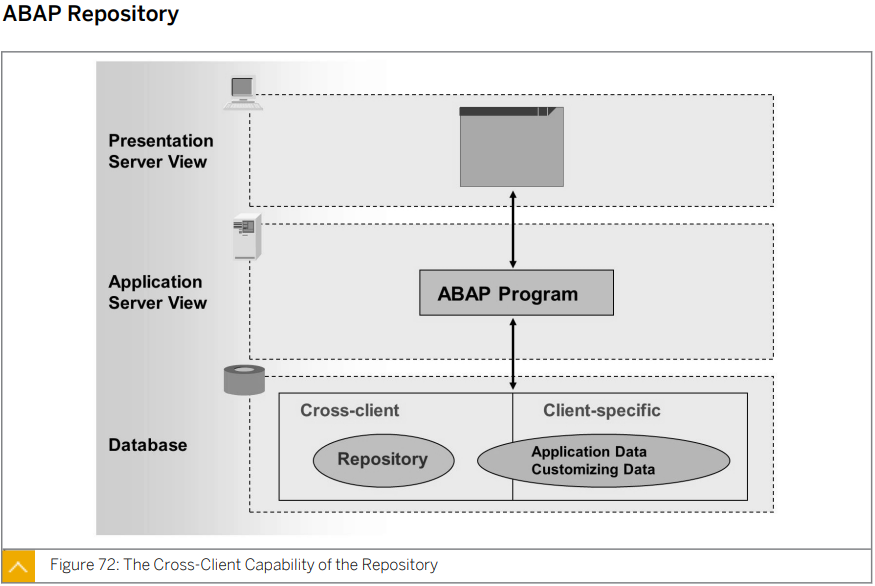 ABAP Repository
Presentation
Server View
Application
Server View
ABAP Program
Database
Cross-client
Client-specific
Repository
Application Data
Customizing Data
Figure 72: The Cross-Client Capability of the Repository